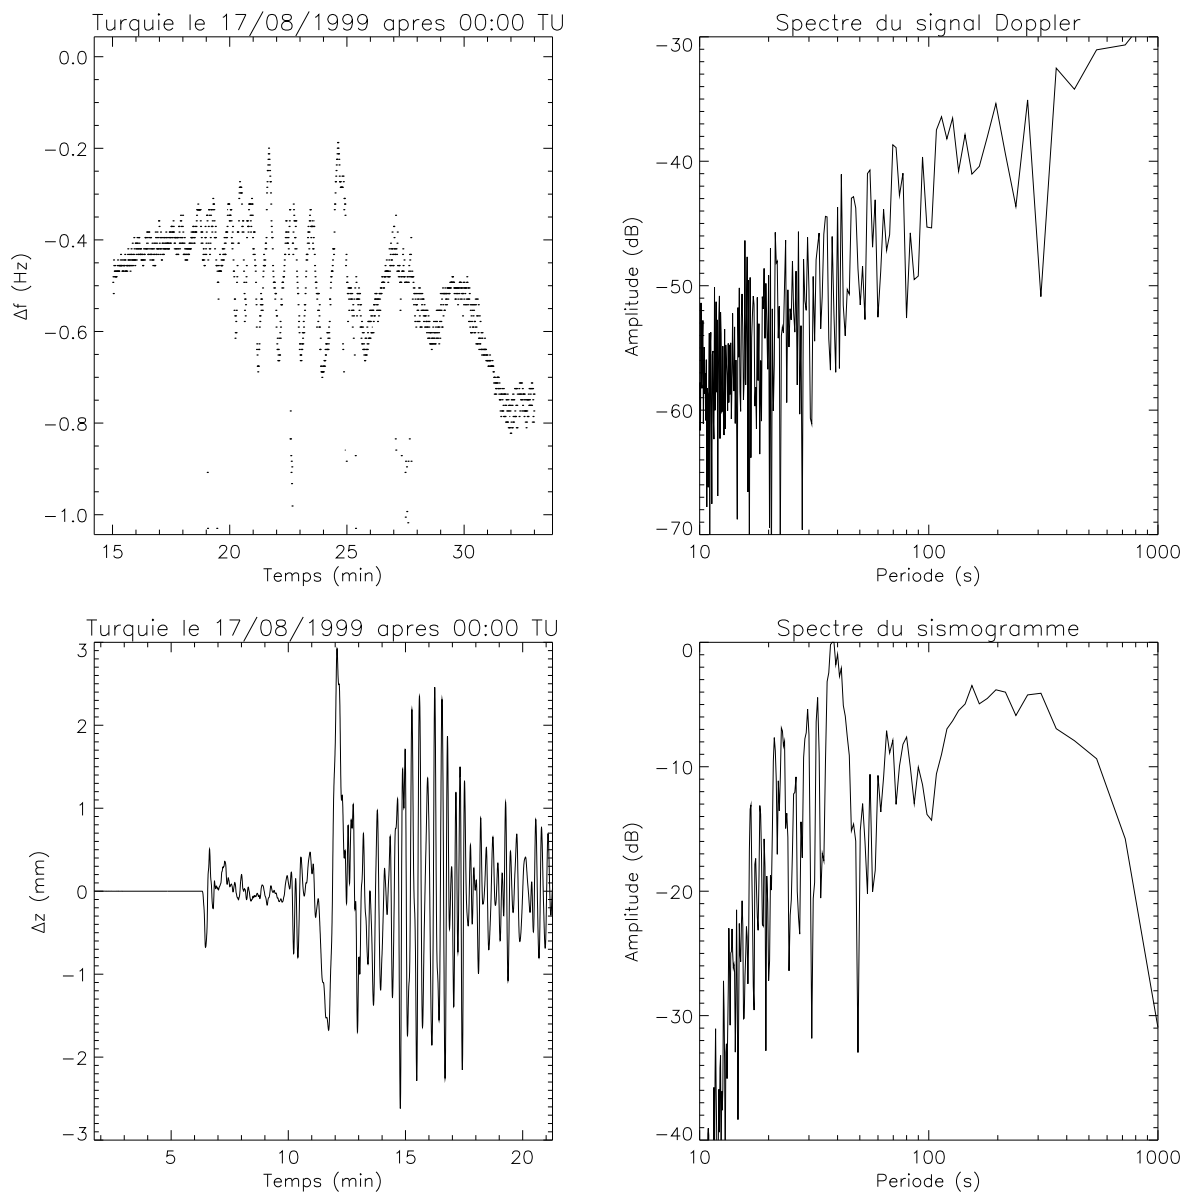 Turquie le 17/08/1999 apres 00:00 TU
0.0
−0.2
−0.4
−0.6
−0.8
−1.0
Δf (Hz)
15 20 25 30
Temps (min)
Spectre du signal Doppler
−30
−40
−50
−60
−70
Amplitude (dB)
10 100 1000
Periode (s)
Turquie le 17/08/1999 apres 00:00 TU
3
2
1
0
−1
−2
−3
Δz (mm)
5 10 15 20
Temps (min)
Spectre du sismogramme
0
−10
−20
−30
−40
Amplitude (dB)
10 100 1000
Periode (s)